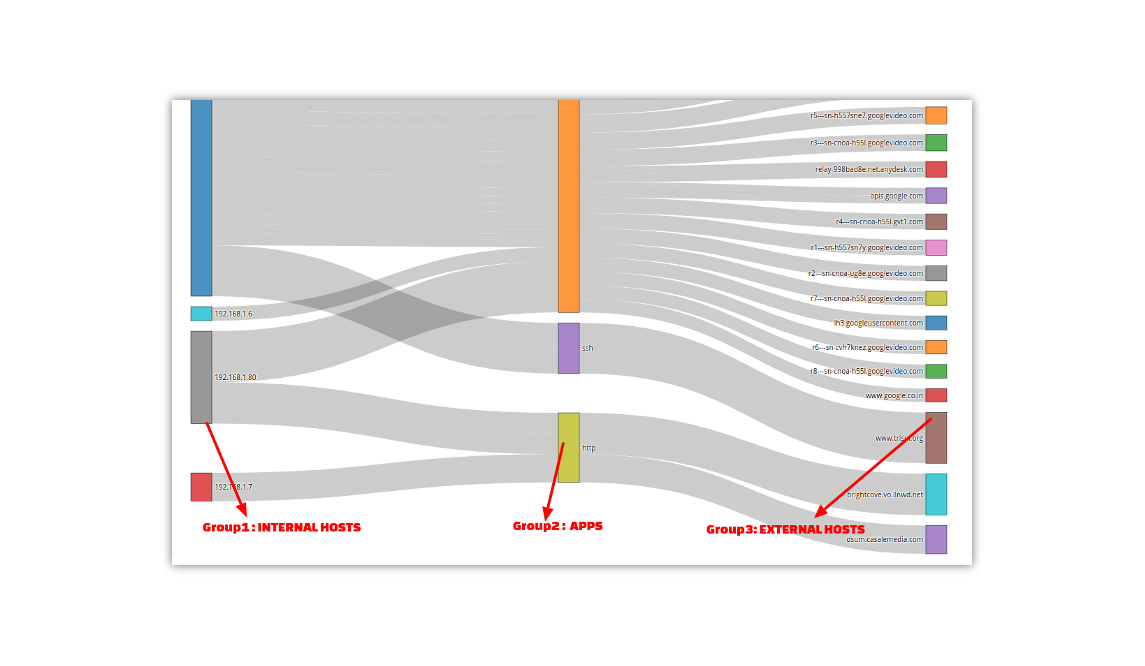 r5---sn-h557sne7.googlevideo.com
r3---sn-cnoa-h55l.googlevideo.com
relay-998bad8e.net.anydesk.com
apis.google.com
r4---sn-cnoa-h55l.gvt1.com
r1---sn-h557sn7y.googlevideo.com
r2---sn-cnoa-ug8e.googlevideo.com
r7---sn-cnoa-h55l.googlevideo.com
192.168.1.6
lh3.googleusercontent.com
r6---sn-cvh7knez.googlevideo.com
ssh
r8---sn-cnoa-h55l.googlevideo.com
192.168.1.80
www.google.co.in
www.trisul.org
http
192.168.1.7
brightcove.vo.llnwd.net
Group1 : INTERNAL HOSTS
Group2 : APPS
Group3: EXTERNAL HOSTS
dsum.casalemedia.com